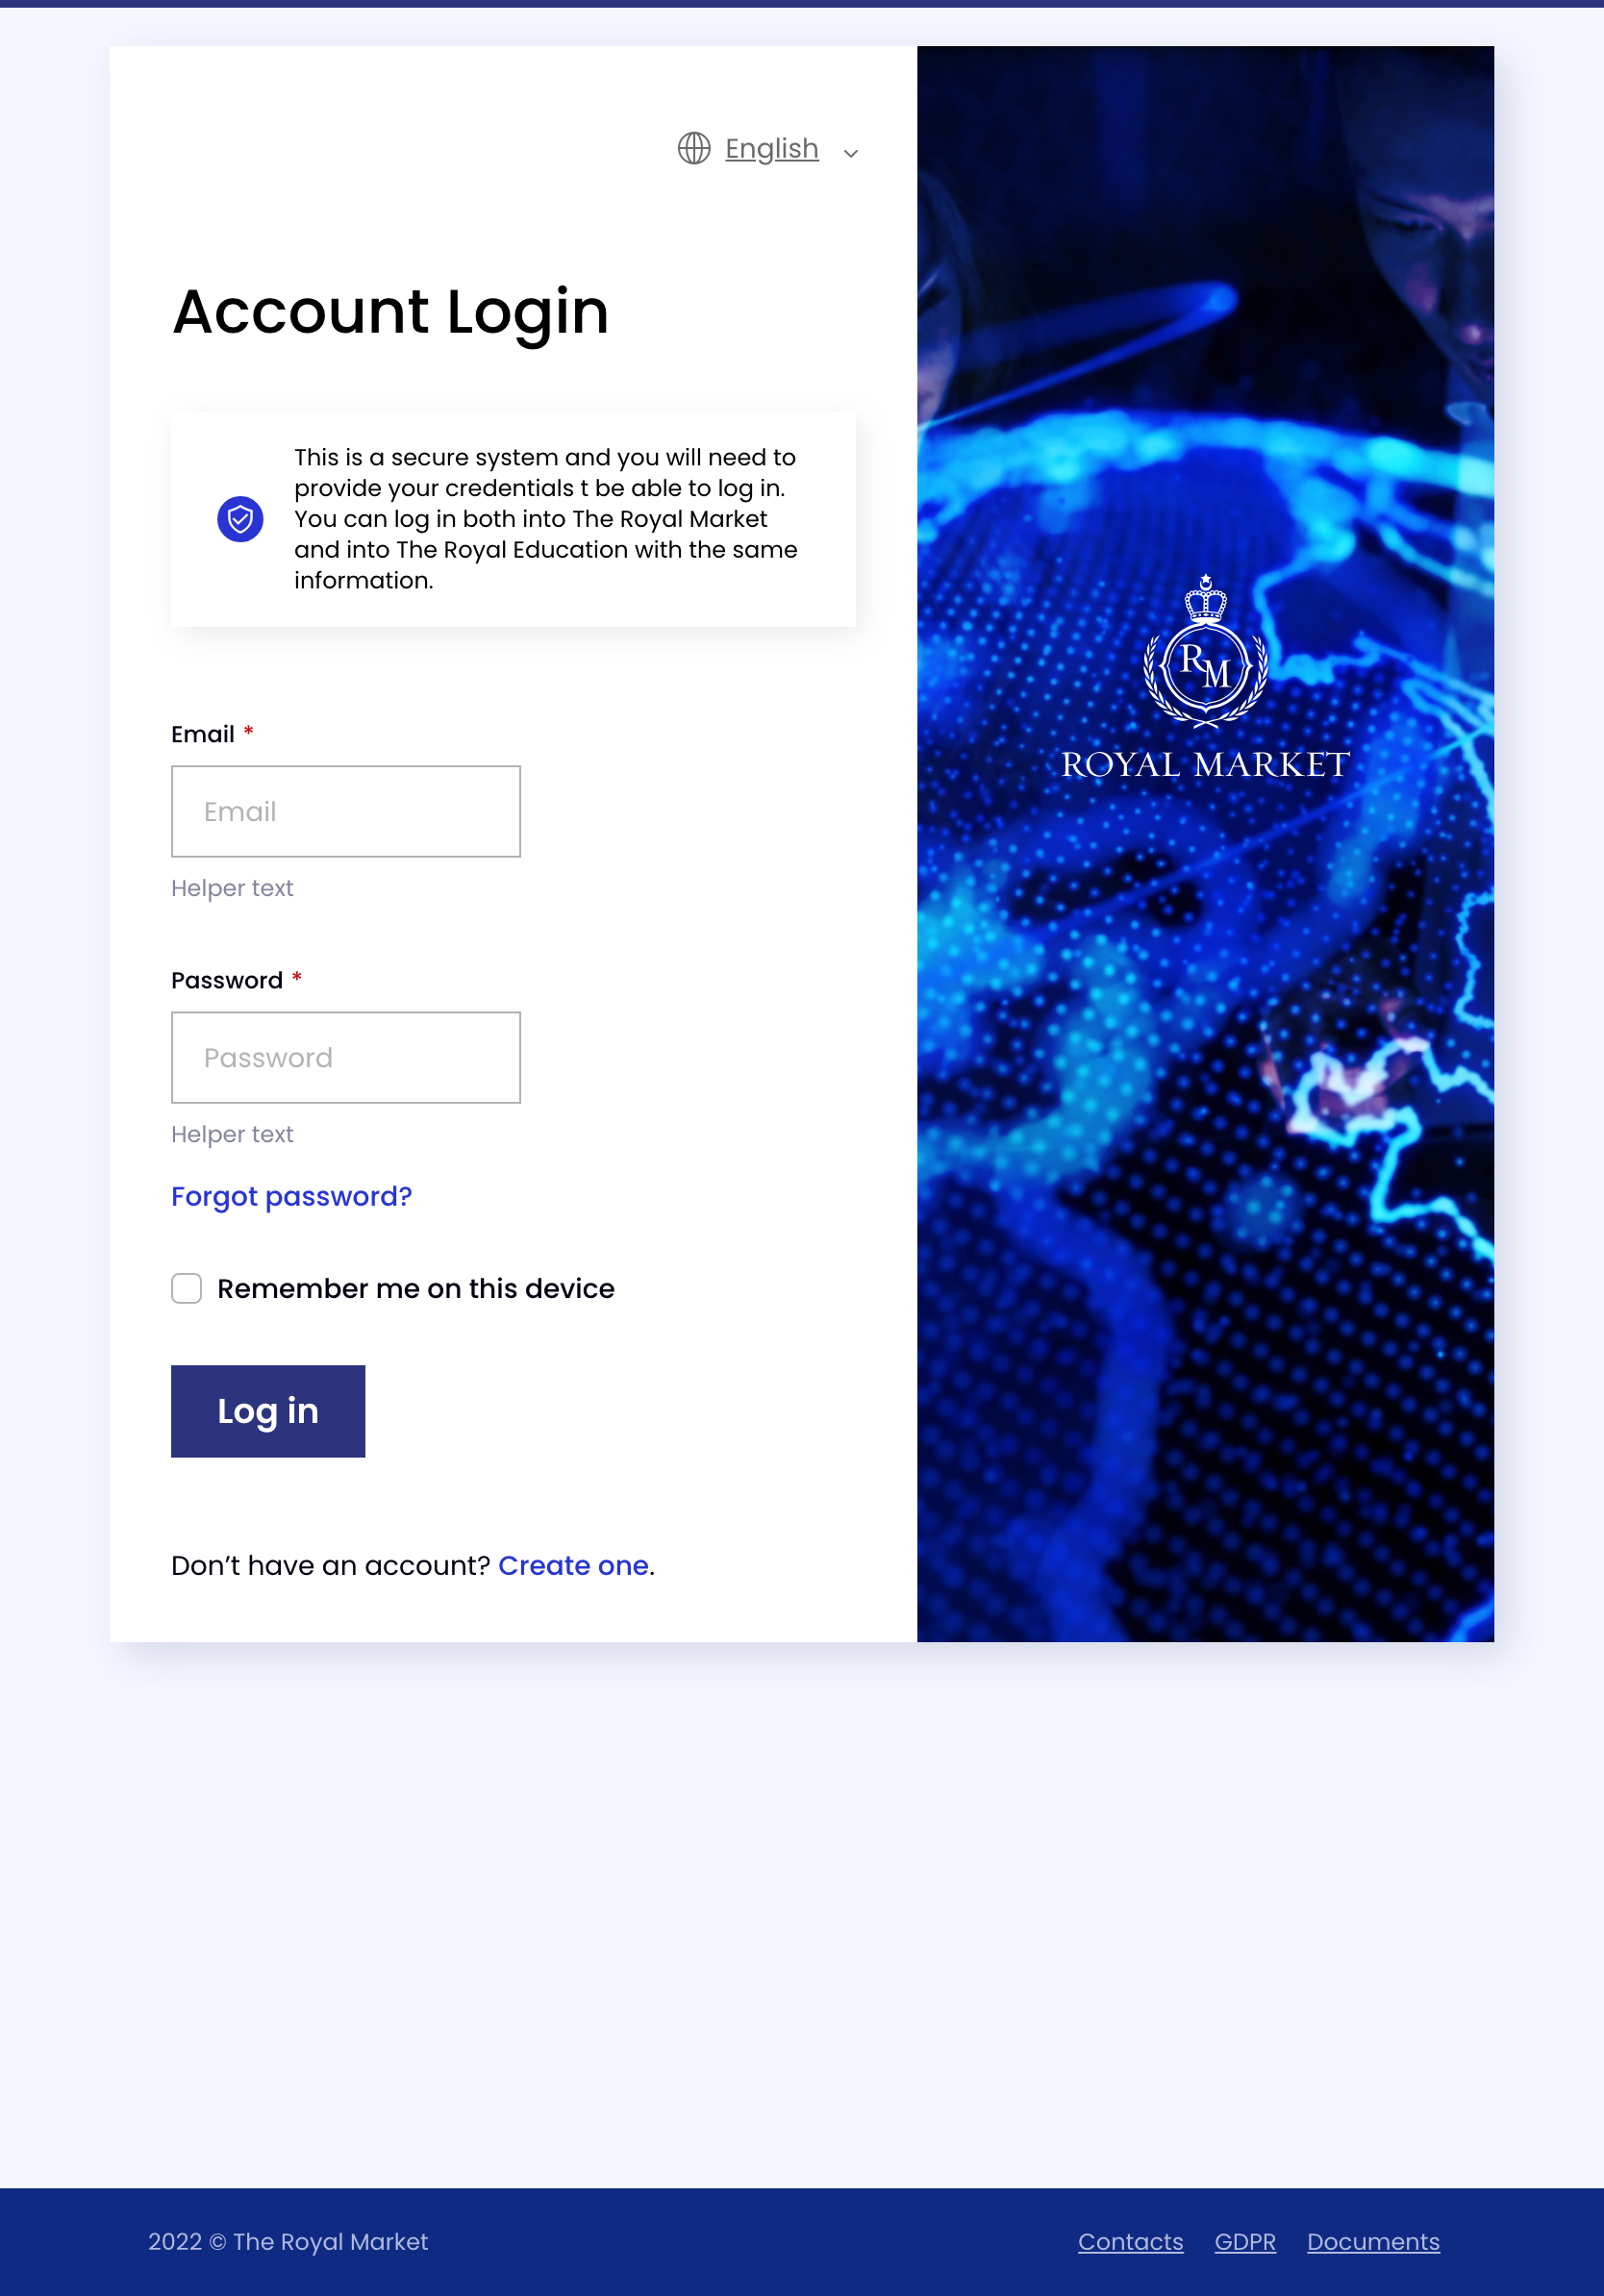 English
Account Login
This is a secure system and you will need to
provide your credentials t be able to log in.
You can log in both into The Royal Market
and into The Royal Education with the same
information.
Email *
Email
Helper text
Password *
Password
Helper text
Forgot password?
Remember me on this device
Log in
Don’t have an account? Create one.
RM
ROYAL MARKET
2022 © The Royal Market
Contacts GDPR Documents